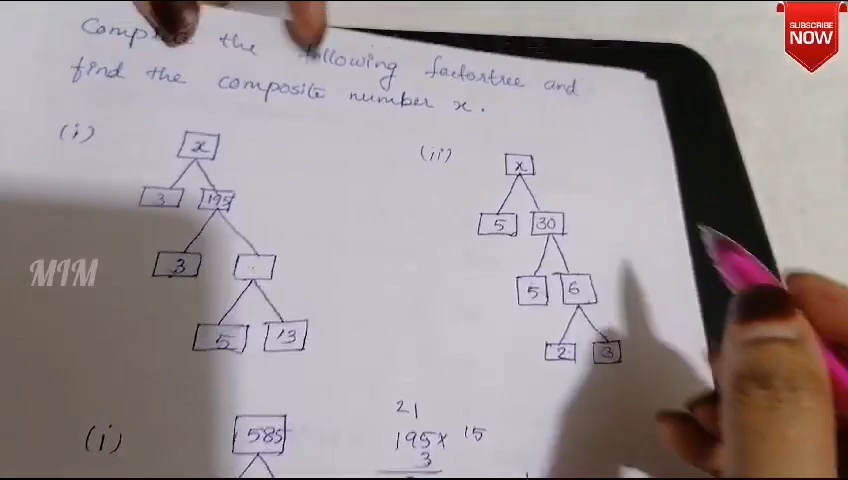 the following factortree and
find the composite number x.
(i)
(ii)
x
x
3 195
5 30
3
5 6
5 13
2 3
(i) 585
21
195x 15
3
MIM
SUBSCRIBE
NOW